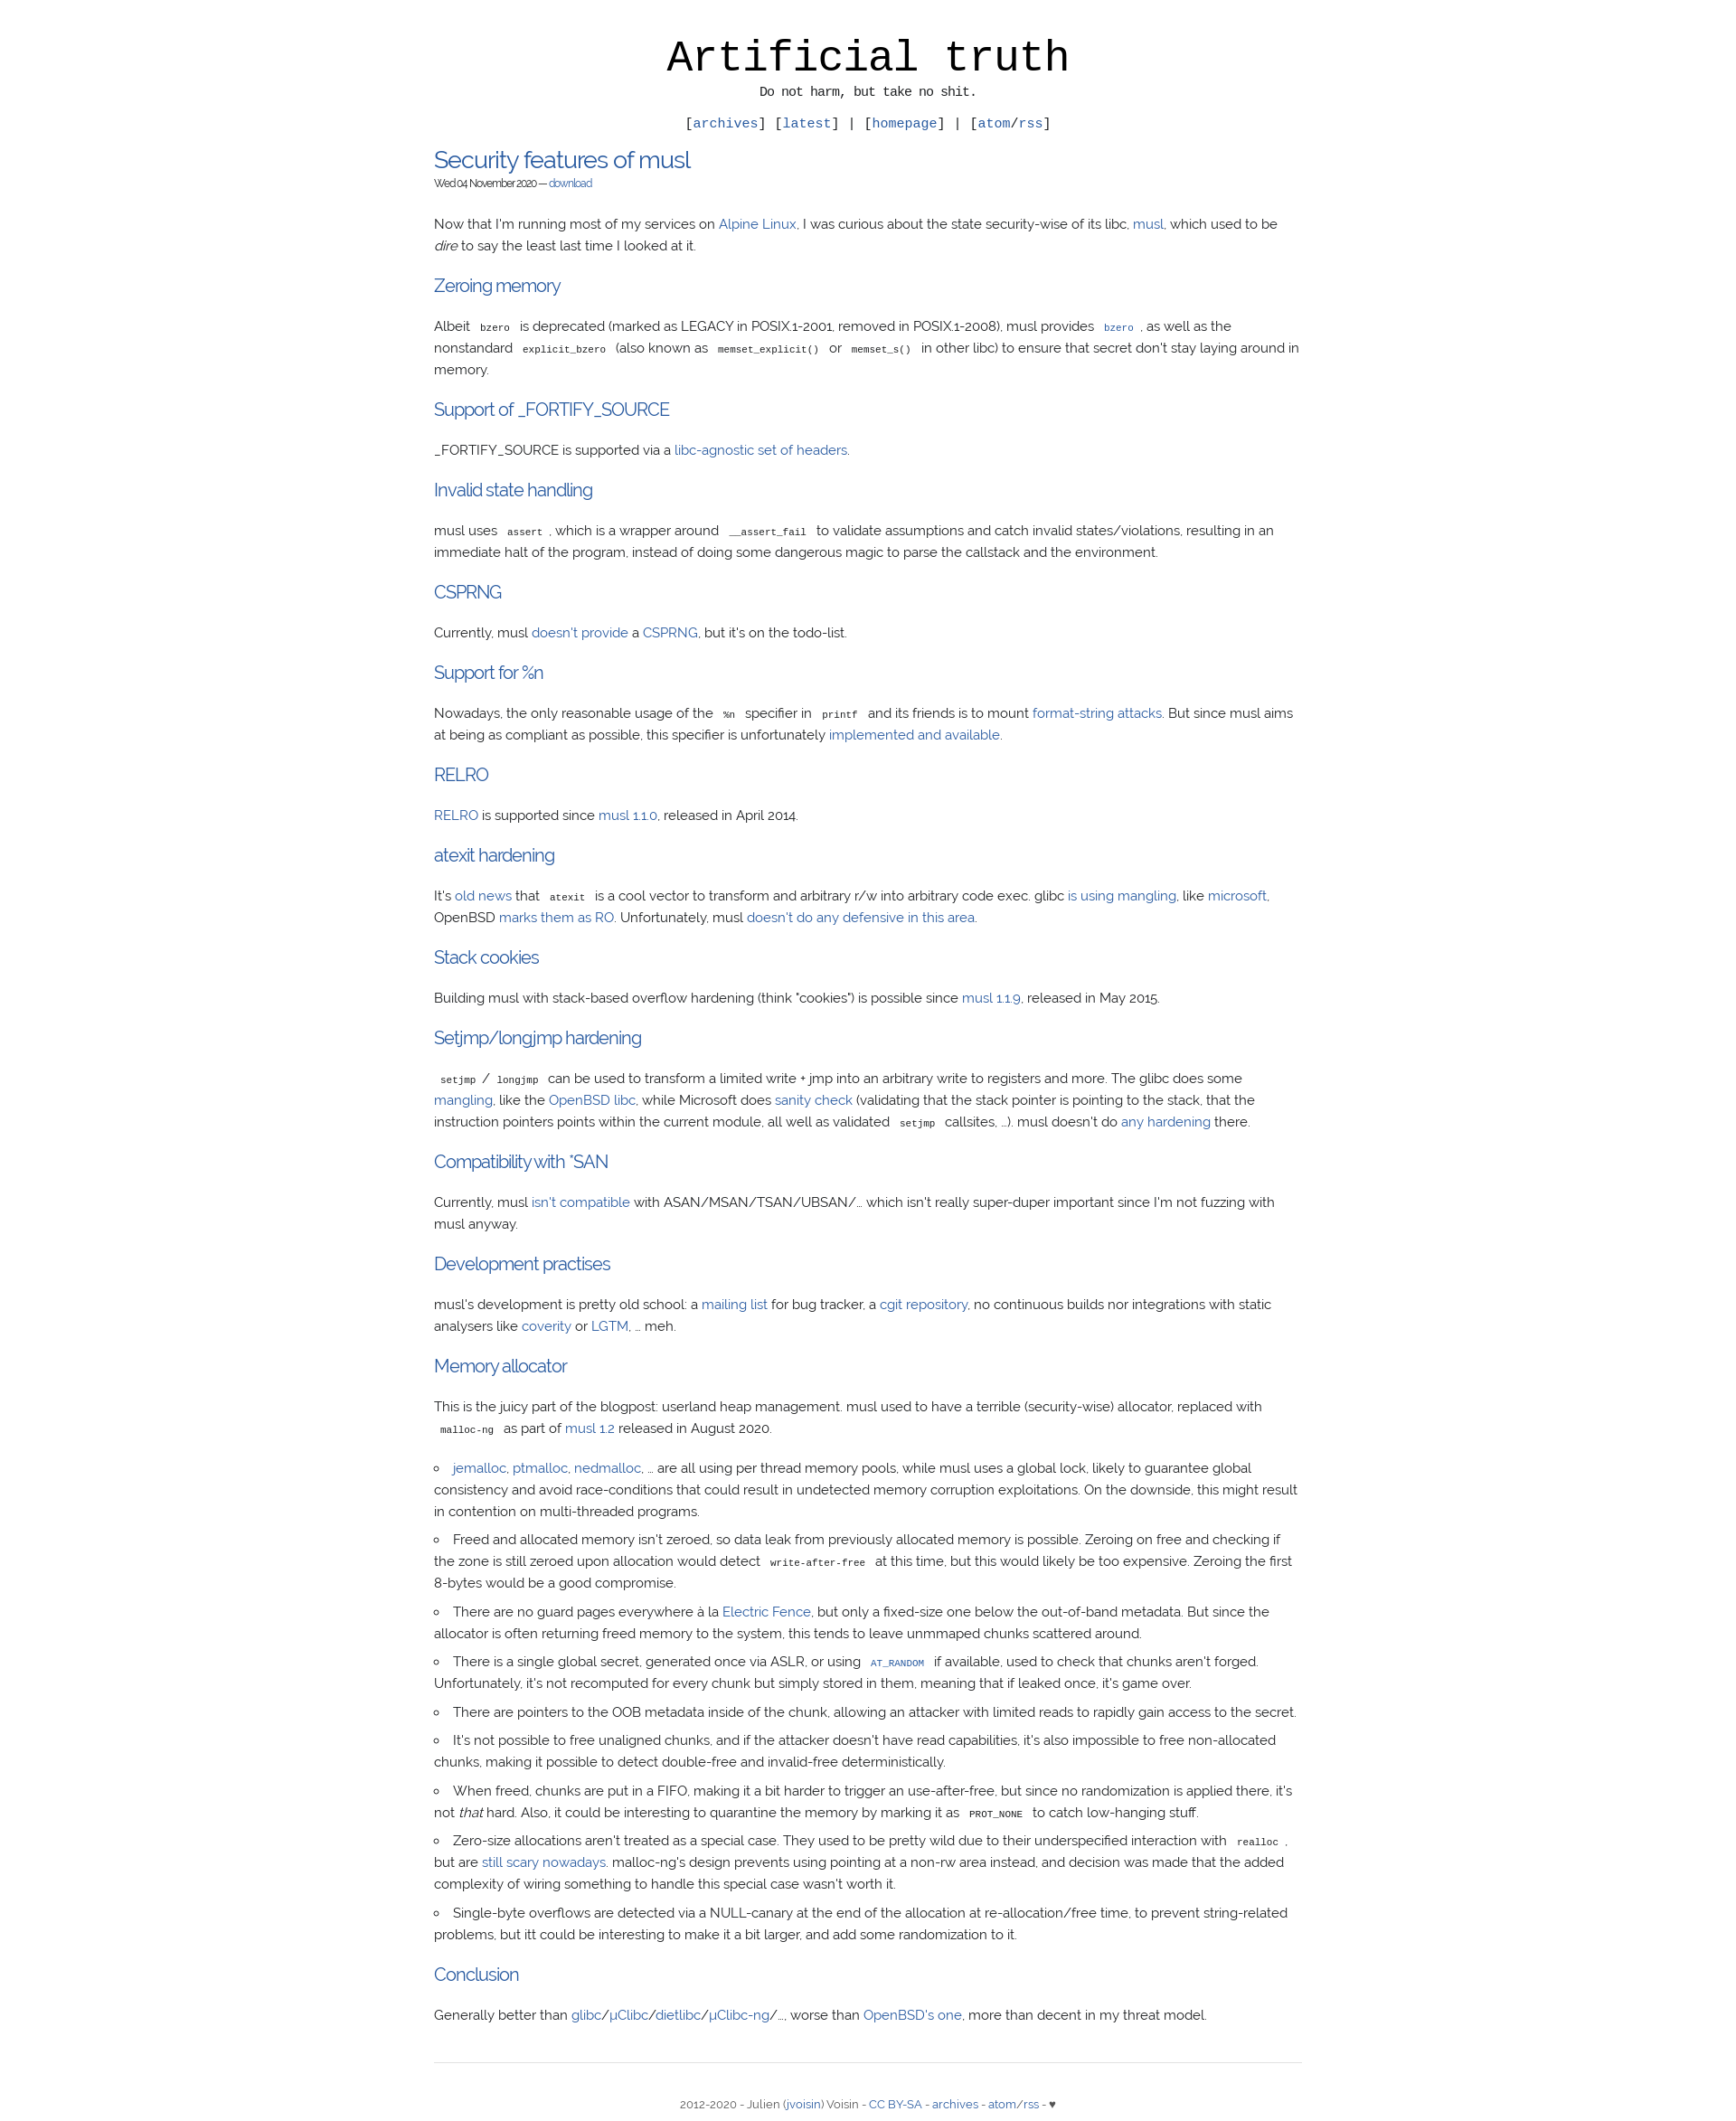 Artificial truth
Do not harm, but take no shit.
[archives] [latest] | [homepage] | [atom/rss]
Security features of musl
Wed 04 November 2020 — download
Now that I'm running most of my services on Alpine Linux, I was curious about the state security-wise of its libc, musl, which used to be
dire to say the least last time I looked at it.
Zeroing memory
Albeit bzero is deprecated (marked as LEGACY in POSIX.1-2001, removed in POSIX.1-2008), musl provides bzero, as well as the
nonstandard explicit_bzero (also known as memset_explicit() or memset_s() in other libc) to ensure that secret don't stay laying around in
memory.
Support of _FORTIFY_SOURCE
_FORTIFY_SOURCE is supported via a libc-agnostic set of headers.
Invalid state handling
musl uses assert, which is a wrapper around __assert_fail to validate assumptions and catch invalid states/violations, resulting in an
immediate halt of the program, instead of doing some dangerous magic to parse the callstack and the environment.
CSPRNG
Currently, musl doesn't provide a CSPRNG, but it's on the todo-list.
Support for %n
Nowadays, the only reasonable usage of the %n specifier in printf and its friends is to mount format-string attacks. But since musl aims
at being as compliant as possible, this specifier is unfortunately implemented and available.
RELRO
RELRO is supported since musl 1.1.0, released in April 2014.
atexit hardening
It's old news that atexit is a cool vector to transform and arbitrary r/w into arbitrary code exec. glibc is using mangling, like microsoft,
OpenBSD marks them as RO. Unfortunately, musl doesn't do any defensive in this area.
Stack cookies
Building musl with stack-based overflow hardening (think "cookies") is possible since musl 1.1.9, released in May 2015.
Setjmp/longjmp hardening
setjmp/longjmp can be used to transform a limited write + jmp into an arbitrary write to registers and more. The glibc does some
mangling, like the OpenBSD libc, while Microsoft does sanity check (validating that the stack pointer is pointing to the stack, that the
instruction pointers points within the current module, all well as validated setjmp callsites, …). musl doesn't do any hardening there.
Compatibility with *SAN
Currently, musl isn't compatible with ASAN/MSAN/TSAN/UBSAN/… which isn't really super-duper important since I'm not fuzzing with
musl anyway.
Development practises
musl's development is pretty old school: a mailing list for bug tracker, a cgit repository, no continuous builds nor integrations with static
analysers like coverity or LGTM, … meh.
Memory allocator
This is the juicy part of the blogpost: userland heap management. musl used to have a terrible (security-wise) allocator, replaced with
malloc-ng as part of musl 1.2 released in August 2020.
◦ jemalloc, ptmalloc, nedmalloc, … are all using per thread memory pools, while musl uses a global lock, likely to guarantee global
consistency and avoid race-conditions that could result in undetected memory corruption exploitations. On the downside, this might result
in contention on multi-threaded programs.
◦ Freed and allocated memory isn't zeroed, so data leak from previously allocated memory is possible. Zeroing on free and checking if
the zone is still zeroed upon allocation would detect write-after-free at this time, but this would likely be too expensive. Zeroing the first
8-bytes would be a good compromise.
◦ There are no guard pages everywhere à la Electric Fence, but only a fixed-size one below the out-of-band metadata. But since the
allocator is often returning freed memory to the system, this tends to leave unmmaped chunks scattered around.
◦ There is a single global secret, generated once via ASLR, or using AT_RANDOM if available, used to check that chunks aren't forged.
Unfortunately, it's not recomputed for every chunk but simply stored in them, meaning that if leaked once, it's game over.
◦ There are pointers to the OOB metadata inside of the chunk, allowing an attacker with limited reads to rapidly gain access to the secret.
◦ It's not possible to free unaligned chunks, and if the attacker doesn't have read capabilities, it's also impossible to free non-allocated
chunks, making it possible to detect double-free and invalid-free deterministically.
◦ When freed, chunks are put in a FIFO, making it a bit harder to trigger an use-after-free, but since no randomization is applied there, it's
not that hard. Also, it could be interesting to quarantine the memory by marking it as PROT_NONE to catch low-hanging stuff.
◦ Zero-size allocations aren't treated as a special case. They used to be pretty wild due to their underspecified interaction with realloc,
but are still scary nowadays. malloc-ng's design prevents using pointing at a non-rw area instead, and decision was made that the added
complexity of wiring something to handle this special case wasn't worth it.
◦ Single-byte overflows are detected via a NULL-canary at the end of the allocation at re-allocation/free time, to prevent string-related
problems, but itt could be interesting to make it a bit larger, and add some randomization to it.
Conclusion
Generally better than glibc/µClibc/dietlibc/µClibc-ng/…, worse than OpenBSD's one, more than decent in my threat model.
2012-2020 - Julien (jvoisin) Voisin - CC BY-SA - archives - atom/rss - ♥